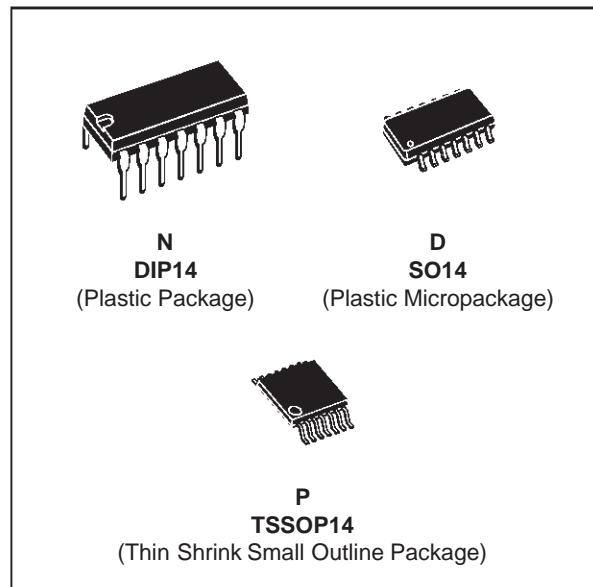 N
DIP14
(Plastic Package)
D
SO14
(Plastic Micropackage)
P
TSSOP14
(Thin Shrink Small Outline Package)